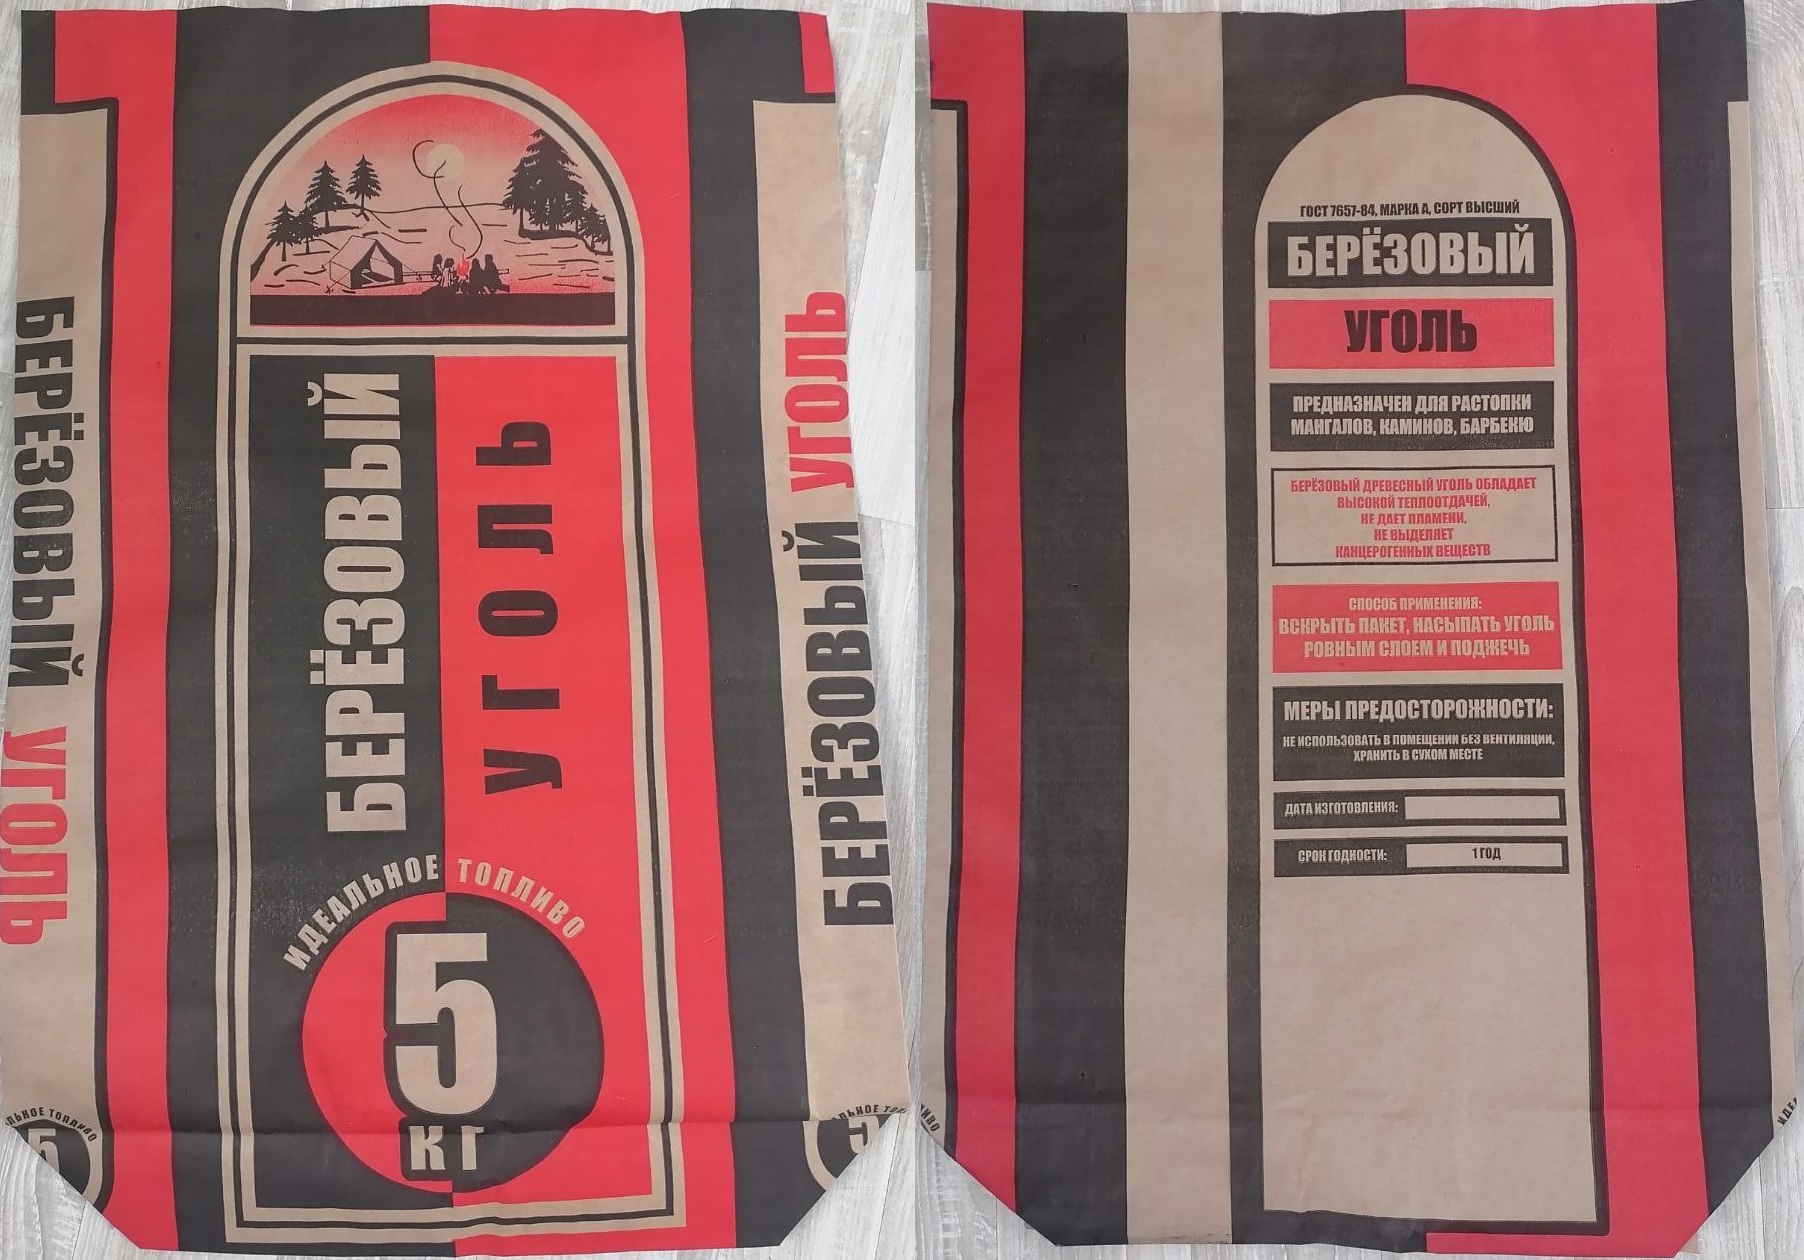 БЕРЁЗОВЫЙ УГОЛЬ
БЕРЁЗОВЫЙ
УГОЛЬ
ИДЕАЛЬНОЕ ТОПЛИВО
5
КГ
БЕРЁЗОВЫЙ УГОЛЬ
5
ГОСТ 7657-84, МАРКА А, СОРТ ВЫСШИЙ
БЕРЁЗОВЫЙ
УГОЛЬ
ПРЕДНАЗНАЧЕН ДЛЯ РАСТОПКИ
МАНГАЛОВ, КАМИНОВ, БАРБЕКЮ
БЕРЁЗОВЫЙ ДРЕВЕСНЫЙ УГОЛЬ ОБЛАДАЕТ
ВЫСОКОЙ ТЕПЛООТДАЧЕЙ,
НЕ ДАЕТ ПЛАМЕНИ,
НЕ ВЫДЕЛЯЕТ
КАНЦЕРОГЕННЫХ ВЕЩЕСТВ
СПОСОБ ПРИМЕНЕНИЯ:
ВСКРЫТЬ ПАКЕТ, НАСЫПАТЬ УГОЛЬ
РОВНЫМ СЛОЕМ И ПОДЖЕЧЬ
МЕРЫ ПРЕДОСТОРОЖНОСТИ:
НЕ ИСПОЛЬЗОВАТЬ В ПОМЕЩЕНИИ БЕЗ ВЕНТИЛЯЦИИ,
ХРАНИТЬ В СУХОМ МЕСТЕ
ДАТА ИЗГОТОВЛЕНИЯ:
СРОК ГОДНОСТИ: 1 ГОД